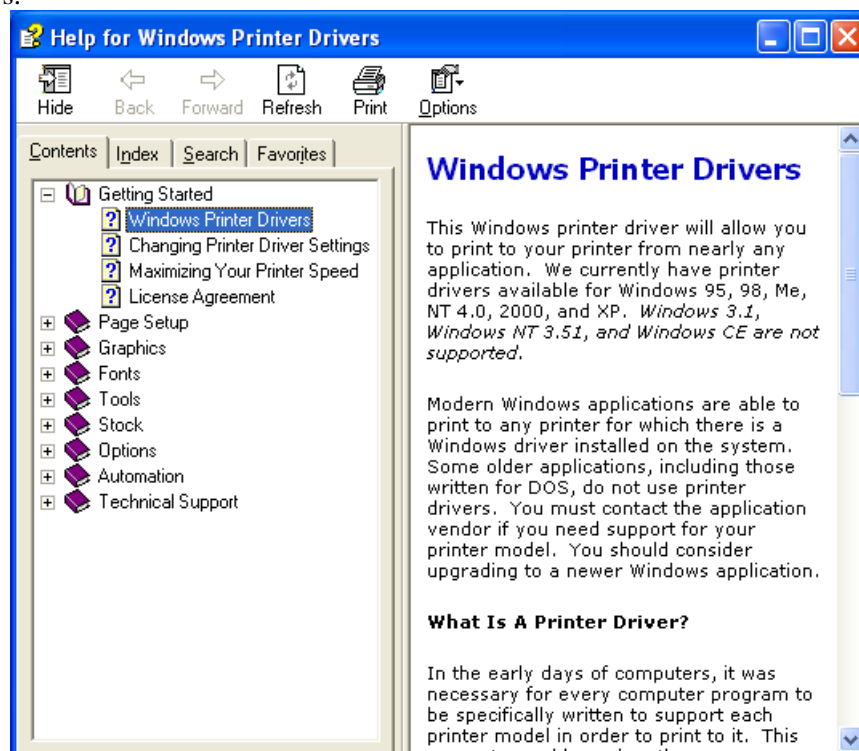 s.
Help for Windows Printer Drivers
Hide Back Forward Refresh Print Options
Contents Index Search Favorites
Getting Started
Windows Printer Drivers
Changing Printer Driver Settings
Maximizing Your Printer Speed
License Agreement
Page Setup
Graphics
Fonts
Tools
Stock
Options
Automation
Technical Support
Windows Printer Drivers
This Windows printer driver will allow you
to print to your printer from nearly any
application. We currently have printer
drivers available for Windows 95, 98, Me,
NT 4.0, 2000, and XP. Windows 3.1,
Windows NT 3.51, and Windows CE are not
supported.
Modern Windows applications are able to
print to any printer for which there is a
Windows driver installed on the system.
Some older applications, including those
written for DOS, do not use printer
drivers. You must contact the application
vendor if you need support for your
printer model. You should consider
upgrading to a newer Windows application.
What Is A Printer Driver?
In the early days of computers, it was
necessary for every computer program to
be specifically written to support each
printer model in order to print to it. This